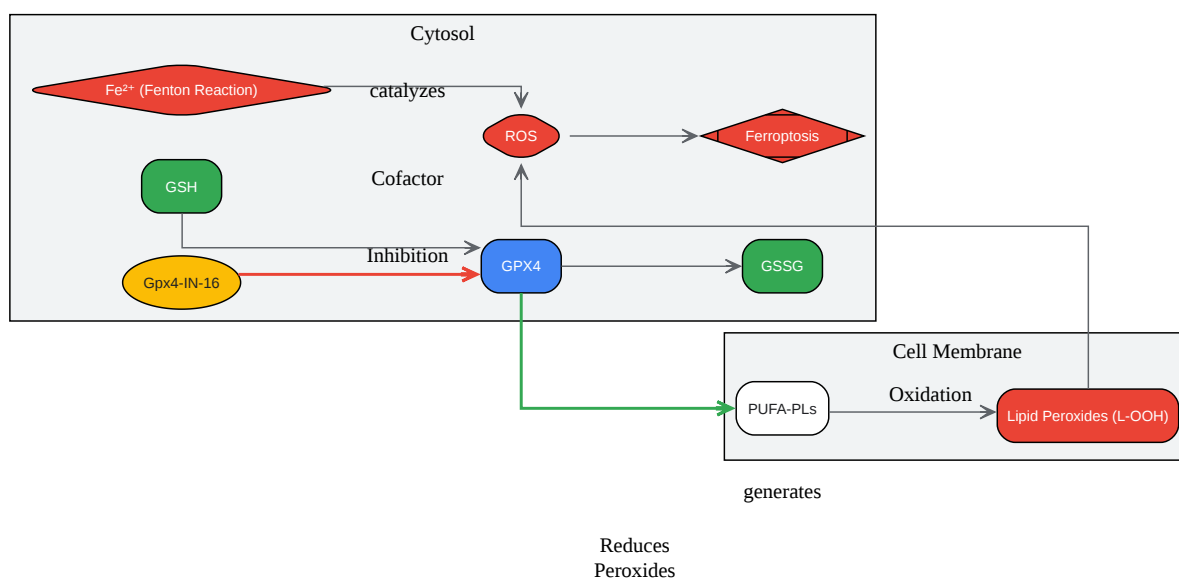 Cytosol
Fe²⁺ (Fenton Reaction)
catalyzes
ROS
Ferroptosis
GSH
Cofactor
Inhibition
Gpx4-IN-16
GPX4
GSSG
Cell Membrane
PUFA-PLs
Oxidation
Lipid Peroxides (L-OOH)
generates
Reduces
Peroxides